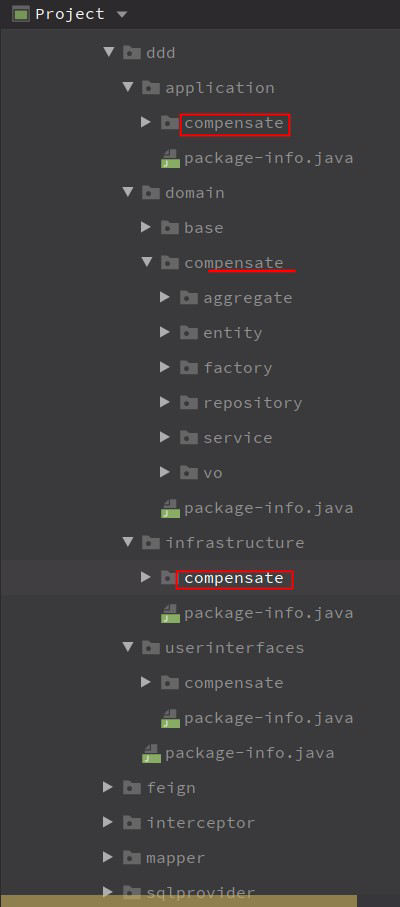 Project
ddd
application
compensate
package-info.java
domain
base
compensate
aggregate
entity
factory
repository
service
vo
package-info.java
infrastructure
compensate
package-info.java
userinterfaces
compensate
package-info.java
package-info.java
feign
interceptor
mapper
sqlprovider